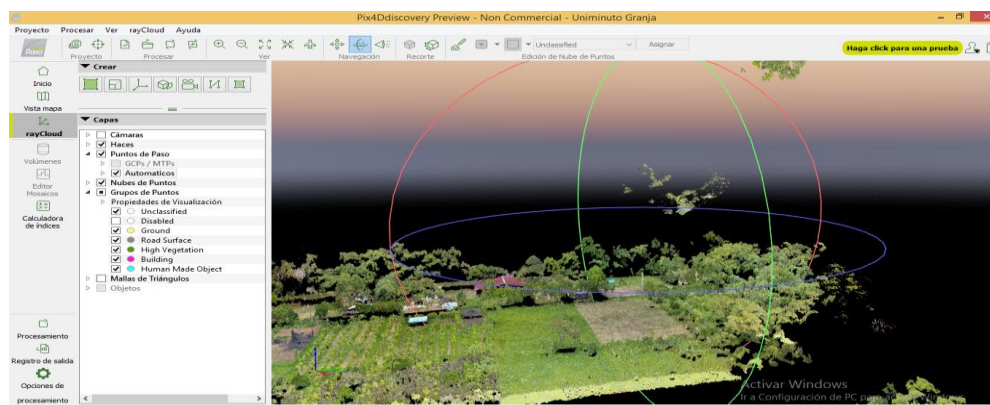 Pix4Ddiscovery Preview - Non Commercial - Uniminuto Granja
Proyecto Procesar Ver rayCloud Ayuda
Proyecto Procesar Ver Navegación Recorte Edición de Nube de Puntos
Unclassified Asignar
Haga click para una prueba
Inicio
Vista mapa
rayCloud
Volúmenes
Editor
Mosaicos
Calculadora
de índices
Procesamiento
Registro de salida
Opciones de
procesamiento
Crear
Capas
Cámaras
Haces
Puntos de Paso
GCPs / MTPs
Automaticos
Nubes de Puntos
Grupos de Puntos
Propiedades de Visualización
Unclassified
Disabled
Ground
Road Surface
High Vegetation
Building
Human Made Object
Mallas de Triángulos
Objetos
Activar Windows
Ir a Configuración de PC para activar Windows